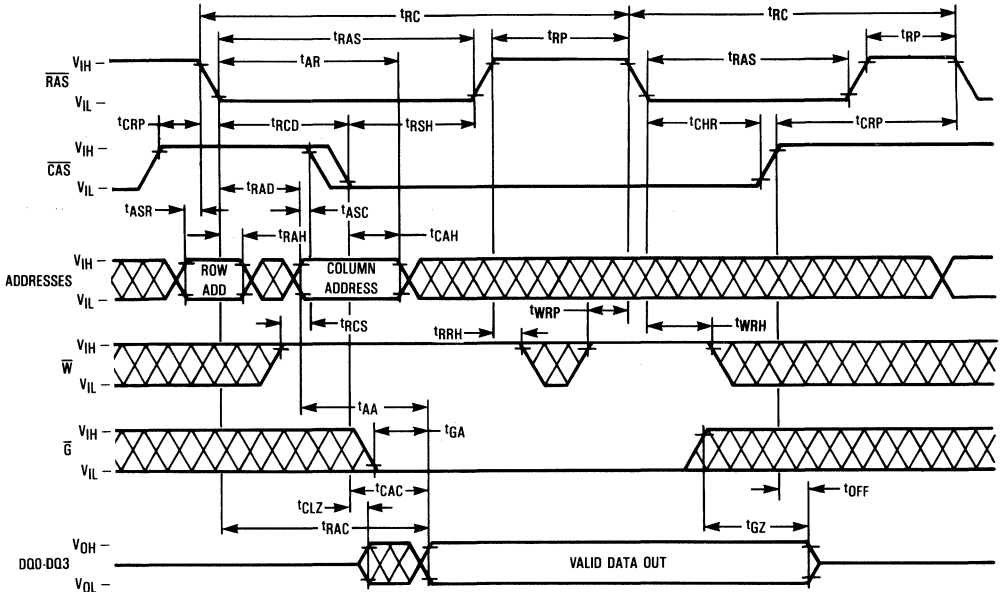 tRC tRC
tRAS tRP tRP
tAR tRAS
VIH
RAS
VIL
tCRP tRCD tRSH tCHR tCRP
VIH
CAS
VIL
tRAD
tASR tASC
tRAH tCAH
VIH
ADDRESSES ROW ADD COLUMN ADDRESS
VIL
tRCS tRRH tWRP tWRH
VIH
W
VIL
tAA
tGA
VIH
G
VIL
tCAC tOFF
tCLZ
tRAC tGZ
VOH
DQ0-DQ3 VALID DATA OUT
VOL